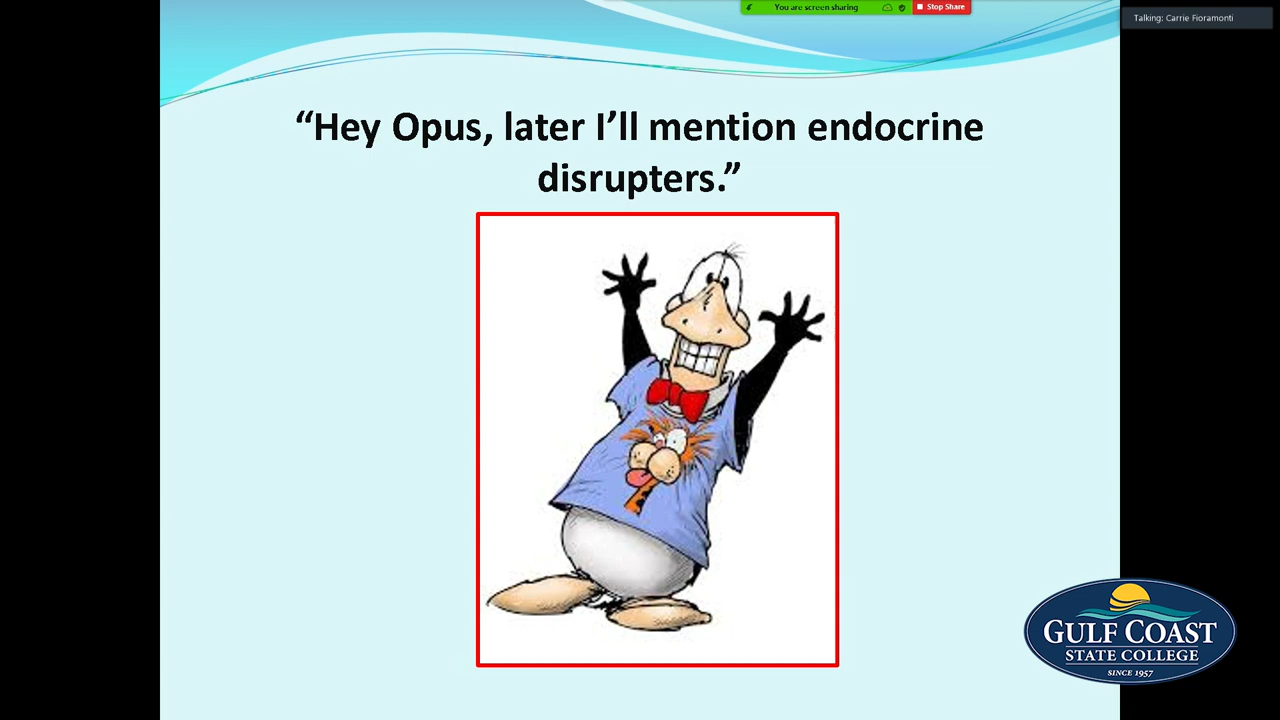 You are screen sharing
Stop Share
Talking: Carrie Fioramonti
“Hey Opus, later I’ll mention endocrine
disrupters.”
GULF COAST
STATE COLLEGE
SINCE 1957